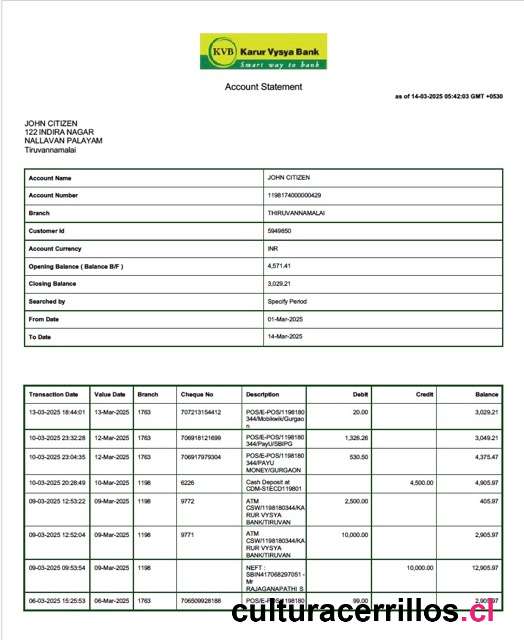 KVB Karur Vysya Bank
Smart way to bank
Account Statement
as of 14-03-2025 05:42:03 GMT +0530
JOHN CITIZEN
122 INDIRA NAGAR
NALLAVAN PALAYAM
Tiruvannamalai
Account Name JOHN CITIZEN
Account Number 1198174000000429
Branch THIRUVANNAMALAI
Customer Id 5949850
Account Currency INR
Opening Balance ( Balance B/F ) 4,571.41
Closing Balance 3,029.21
Searched by Specify Period
From Date 01-Mar-2025
To Date 14-Mar-2025
Transaction Date Value Date Branch Cheque No Description Debit Credit Balance
13-03-2025 18:44:01 13-Mar-2025 1763 707213154412 POS/E-POS/1198180 20.00 3,029.21
344/Mobikwik/Gurgao
n
10-03-2025 23:32:28 12-Mar-2025 1763 706918121699 POS/E-POS/1198180 1,326.26 3,049.21
344/PayU/SBIPG
10-03-2025 23:04:35 12-Mar-2025 1763 706917979304 POS/E-POS/1198180 530.50 4,375.47
344/PAYU
MONEY/GURGAON
10-03-2025 20:28:49 10-Mar-2025 1198 6226 Cash Deposit at 4,500.00 4,905.97
CDM-S1ECD119801
09-03-2025 12:53:22 09-Mar-2025 1198 9772 ATM 2,500.00 405.97
CSW/1198180344/KA
RUR VYSYA
BANK/TIRUVAN
09-03-2025 12:52:04 09-Mar-2025 1198 9771 ATM 10,000.00 2,905.97
CSW/1198180344/KA
RUR VYSYA
BANK/TIRUVAN
09-03-2025 09:53:54 09-Mar-2025 1198 NEFT : 10,000.00 12,905.97
SBIN417068297051 -
Mr
RAJAGANAPATHI S
06-03-2025 15:25:53 06-Mar-2025 1763 706509928188 POS/E-POS/1198180 99.00 2,905.97
culturacerrillos.cl